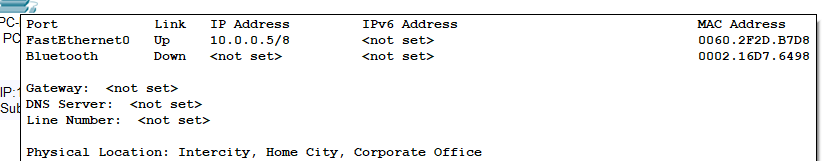 PC-
PC
IP:1
Sub
Port Link IP Address IPv6 Address MAC Address
FastEthernet0 Up 10.0.0.5/8 <not set> 0060.2F2D.B7D8
Bluetooth Down <not set> <not set> 0002.16D7.6498
Gateway: <not set>
DNS Server: <not set>
Line Number: <not set>
Physical Location: Intercity, Home City, Corporate Office